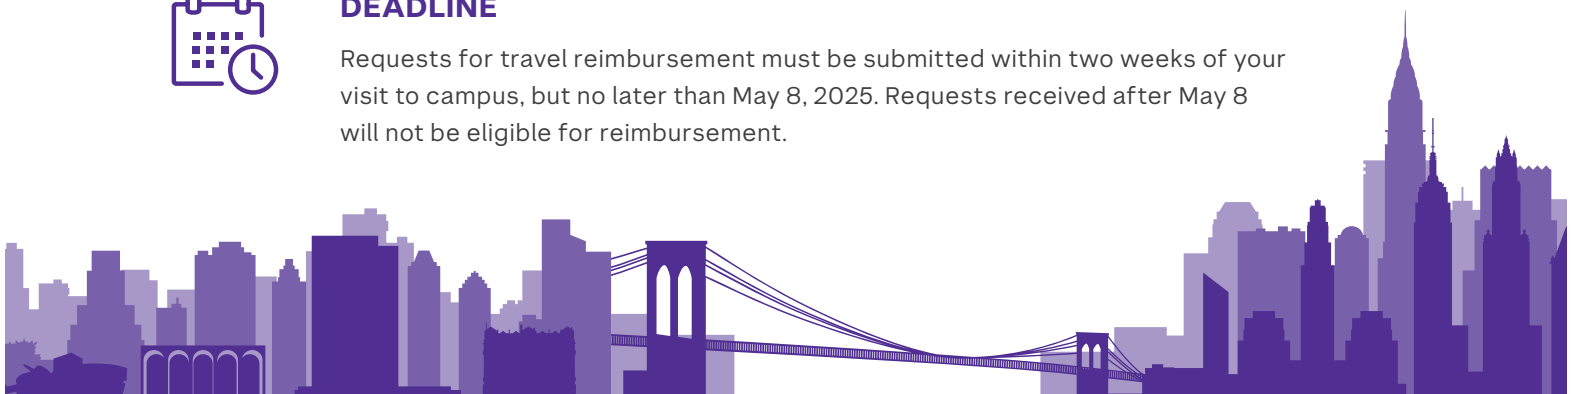 DEADLINE
Requests for travel reimbursement must be submitted within two weeks of your
visit to campus, but no later than May 8, 2025. Requests received after May 8
will not be eligible for reimbursement.